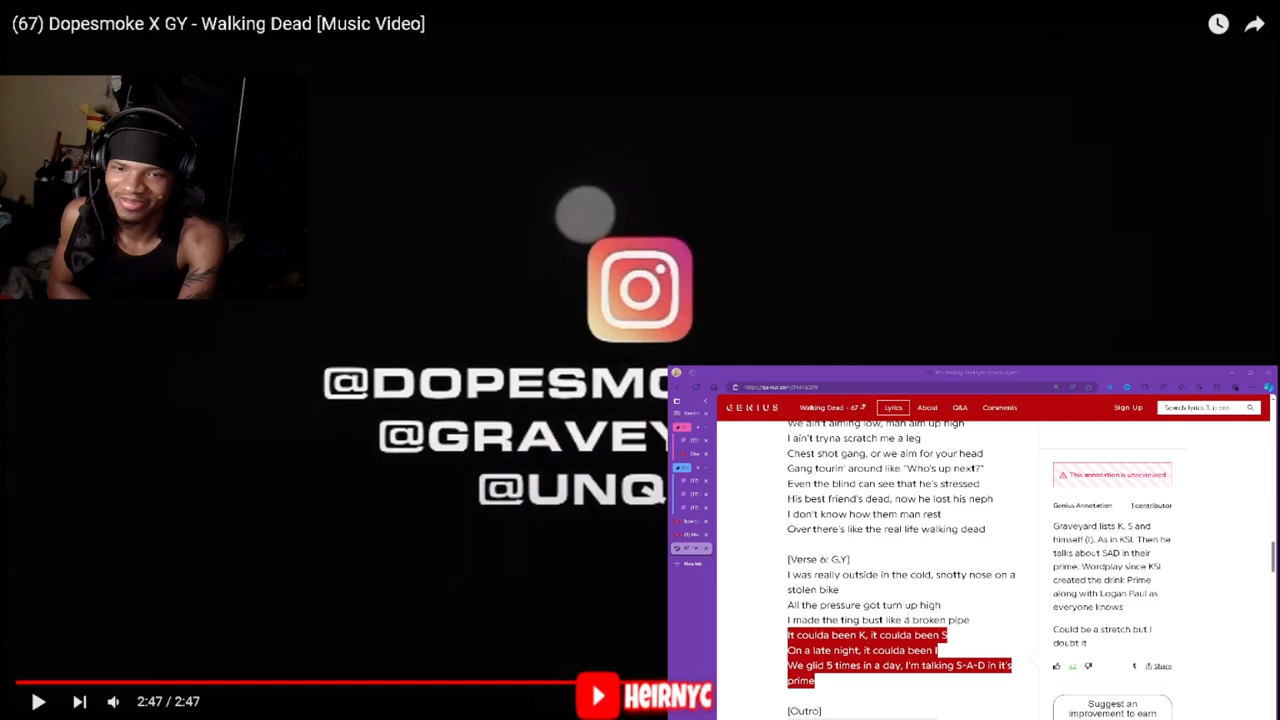 (67) Dopesmoke X GY - Walking Dead [Music Video]
@DOPESMO
@GRAVEY
@UNQ
GENIUS
Walking Dead - 67
Lyrics
About
Q&A
Comments
Sign Up
Search lyrics & more
We ain't aiming low, man aim up high
I ain't tryna scratch me a leg
Chest shot gang, or we aim for your head
Gang tourin' around like "Who's up next?"
Even the blind can see that he's stressed
His best friend's dead, now he lost his neph
I don't know how them man rest
Over there's like the real life walking dead
[Verse 6: G.Y]
I was really outside in the cold, snotty nose on a
stolen bike
All the pressure got turn up high
I made the ting bust like a broken pipe
It coulda been K, it coulda been S
On a late night, it coulda been I
We glid 5 times in a day, I'm talking S-A-D in it's
prime
[Outro]
This annotation is unreviewed
Genius Annotation
1 contributor
Graveyard lists K, S and
himself (I). As in KSI. Then he
talks about SAD in their
prime. Wordplay since KSI
created the drink Prime
along with Logan Paul as
everyone knows
Could be a stretch but I
doubt it
+2
Share
Suggest an
improvement to earn
New tab
2:47 / 2:47
HEIRNYC